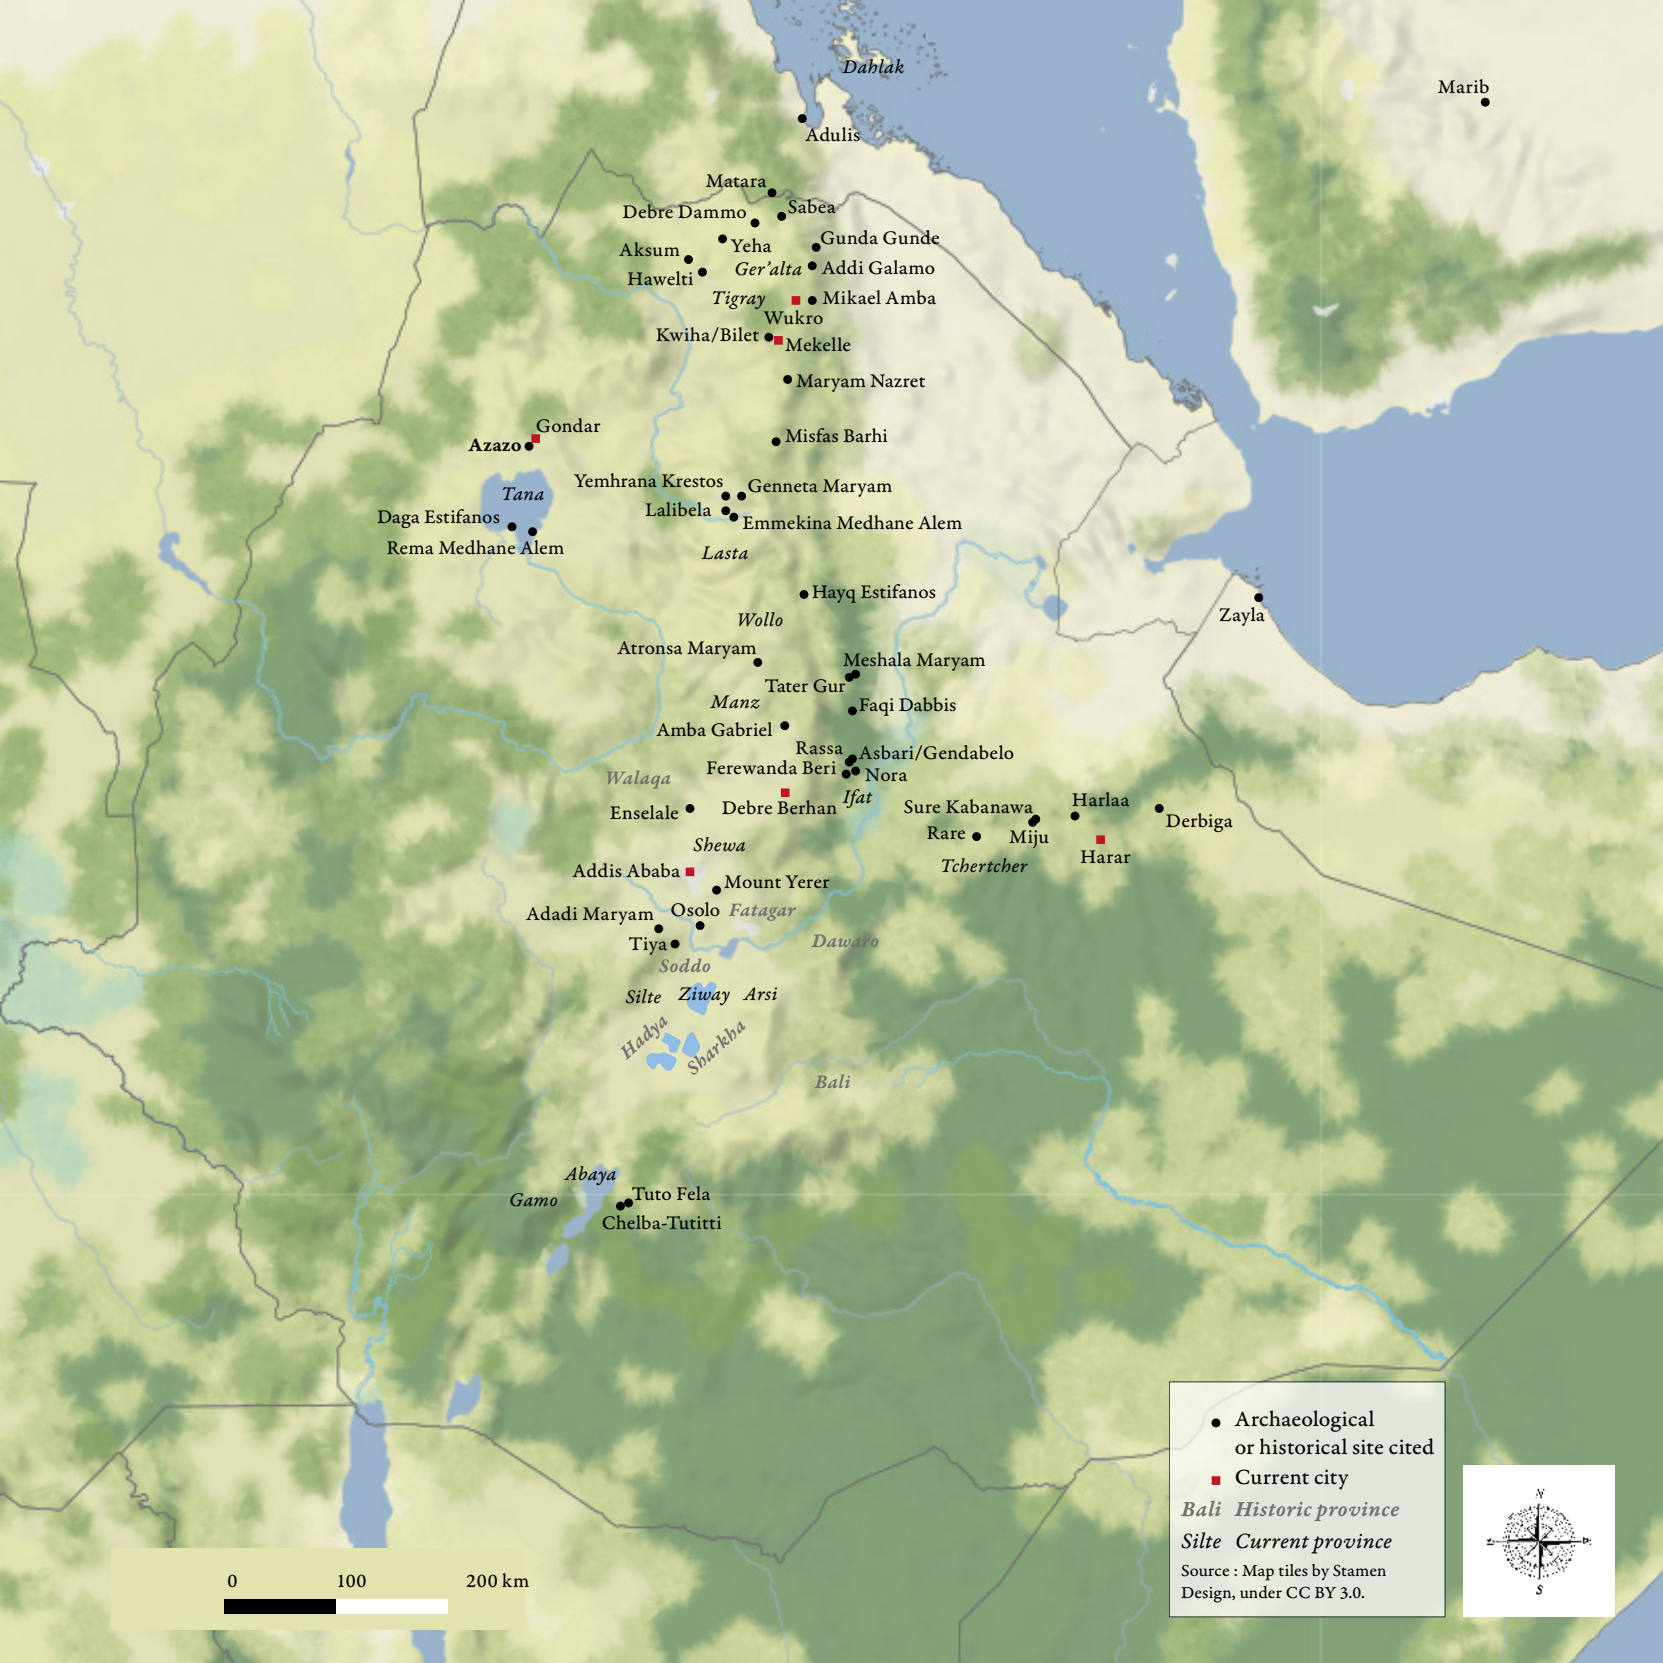 Dahlak
Marib
Adulis
Matara
Sabea
Debre Dammo
Yeha
Gunda Gunde
Aksum
Ger’alta
Addi Galamo
Hawelti
Tigray
Mikael Amba
Wukro
Kwiha/Bilet
Mekelle
Maryam Nazret
Gondar
Azazo
Misfas Barhi
Tana
Yemhrana Krestos
Genneta Maryam
Lalibela
Emmekina Medhane Alem
Daga Estifanos
Rema Medhane Alem
Lasta
Hayq Estifanos
Zayla
Wollo
Atronsa Maryam
Meshala Maryam
Tater Gur
Manz
Faqi Dabbis
Amba Gabriel
Rassa
Asbari/Gendabelo
Ferewanda Beri
Nora
Walaqa
Ifat
Enselale
Debre Berhan
Sure Kabanawa
Harlaa
Derbiga
Rare
Miju
Harar
Shewa
Tchertcher
Addis Ababa
Mount Yerer
Adadi Maryam
Osolo
Fatagar
Tiya
Dawaro
Soddo
Silte
Ziway
Arsi
Hadya
Sharkha
Bali
Abaya
Gamo
Tuto Fela
Chelba-Tutitti
Archaeological
or historical site cited
Current city
Bali Historic province
Silte Current province
Source : Map tiles by Stamen
Design, under CC BY 3.0.
N
S
0 100 200 km